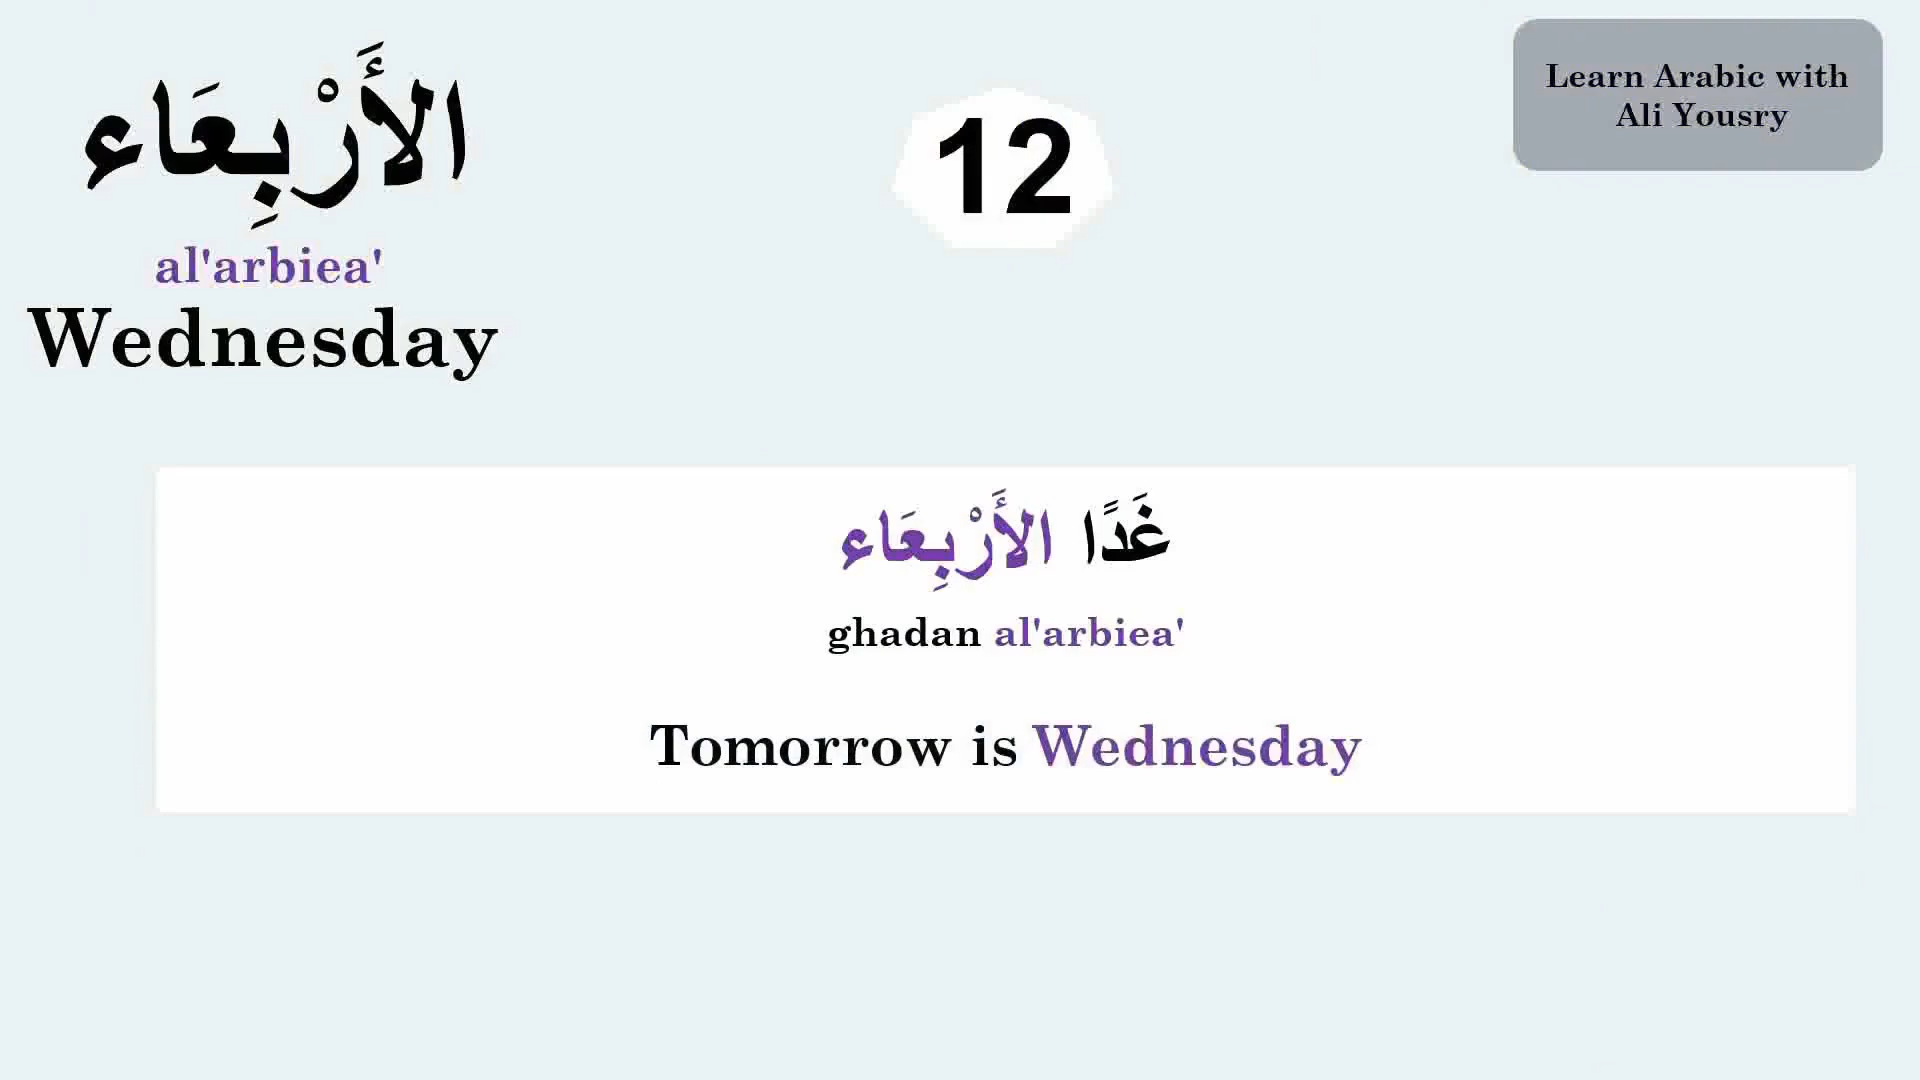 الأَرْبِعَاء
al'arbiea'
Wednesday
12
Learn Arabic with
Ali Yousry
غَدًا الأَرْبِعَاء
ghadan al'arbiea'
Tomorrow is Wednesday